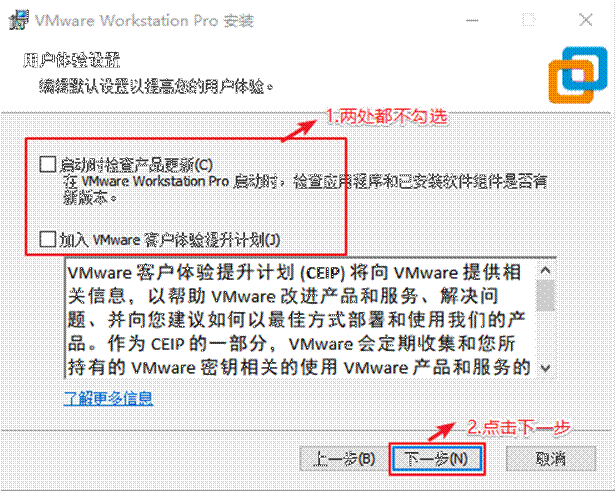 VMware Workstation Pro 安装
用户体验设置
编辑默认设置以提高您的用户体验。
1.两处都不勾选
启动时检查产品更新(C)
在 VMware Workstation Pro 启动时，检查应用程序和已安装软件组件是否有
新版本。
加入 VMware 客户体验提升计划(J)
VMware 客户体验提升计划 (CEIP) 将向 VMware 提供相
关信息，以帮助 VMware 改进产品和服务、解决问
题、并向您建议如何以最佳方式部署和使用我们的产
品。作为 CEIP 的一部分，VMware 会定期收集和您所
持有的 VMware 密钥相关的使用 VMware 产品和服务的
了解更多信息
2.点击下一步
上一步(B)
下一步(N)
取消